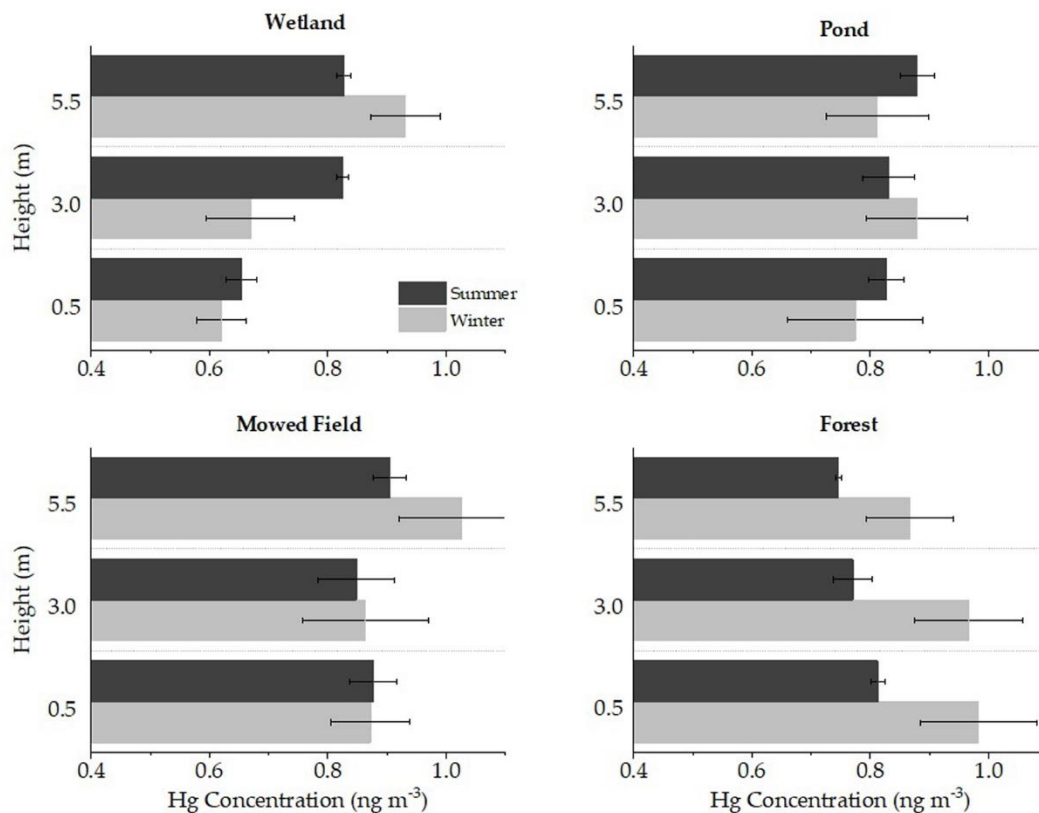 Wetland
Height (m)
5.5
3.0
0.5
Summer
Winter
0.4 0.6 0.8 1.0
Pond
5.5
3.0
0.5
0.4 0.6 0.8 1.0
Mowed Field
Height (m)
5.5
3.0
0.5
0.4 0.6 0.8 1.0
Hg Concentration (ng m⁻³)
Forest
5.5
3.0
0.5
0.4 0.6 0.8 1.0
Hg Concentration (ng m⁻³)